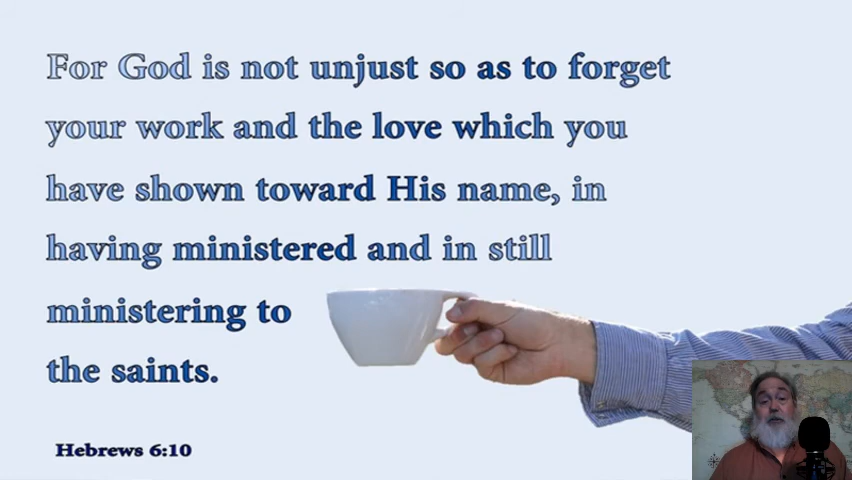 For God is not unjust so as to forget
your work and the love which you
have shown toward His name, in
having ministered and in still
ministering to
the saints.
Hebrews 6:10